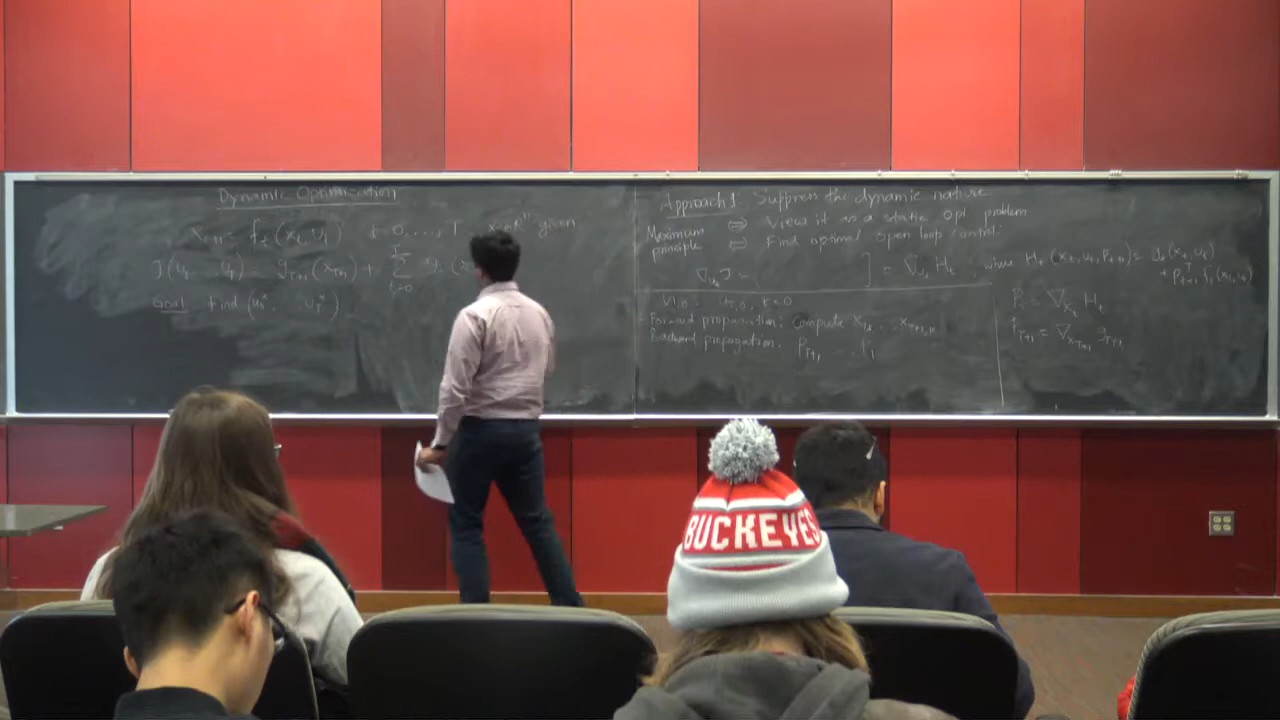 Dynamic Optimization
x_{t+1} = f_t(x_t, u_t) t=0, ..., T given
J(u_0 ... u_T) = g_{T+1}(x_{T+1}) + Σ_{t=0}^{T}
Goal: find (u_0^*, ... u_T^*)
Approach 1: Suppress the dynamic nature
Maximum principle
⇔ View it as a static opt problem
⇔ Find optimal open loop control.
∇_{u_t} J = ] = ∇_{u_t} H_t, where H_t(x_t, u_t, p_{t+1}) = g_t(x_t, u_t)
+ p_{t+1}^T f_t(x_t, u_t)
k=0
Forward propagation: Compute x_{1,k} ... x_{T+1,k}
Backward propagation: p_{T+1} ... p_1
p_t = ∇_{x_t} H_t
p_{T+1} = ∇_{x_{T+1}} g_{T+1}
BUCKEYES